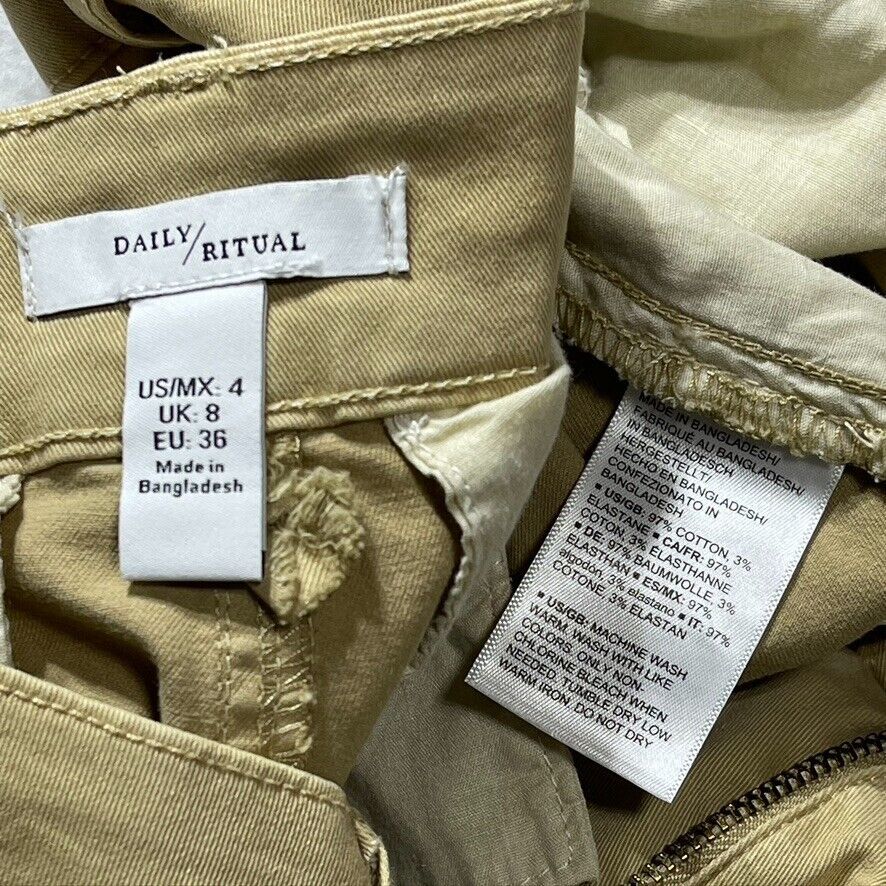 DAILY/RITUAL
US/MX: 4
UK: 8
EU: 36
Made in
Bangladesh
MADE IN BANGLADESH/
FABRIQUÉ AU BANGLADESH/
IN BANGLADESCH
HERGESTELLT/
HECHO EN BANGLADESH/
CONFEZIONATO IN
BANGLADESH
▪ US/GB: 97% COTTON, 3%
ELASTANE ▪ CA/FR: 97%
COTON, 3% ÉLASTHANNE
▪ DE: 97% BAUMWOLLE, 3%
ELASTHAN ▪ ES/MX: 97%
algodón, 3% elastano ▪ IT: 97%
COTONE, 3% ELASTAN
▪ US/GB: MACHINE WASH
WARM. WASH WITH LIKE
COLORS. ONLY NON-
CHLORINE BLEACH WHEN
NEEDED. TUMBLE DRY LOW
WARM IRON. DO NOT DRY